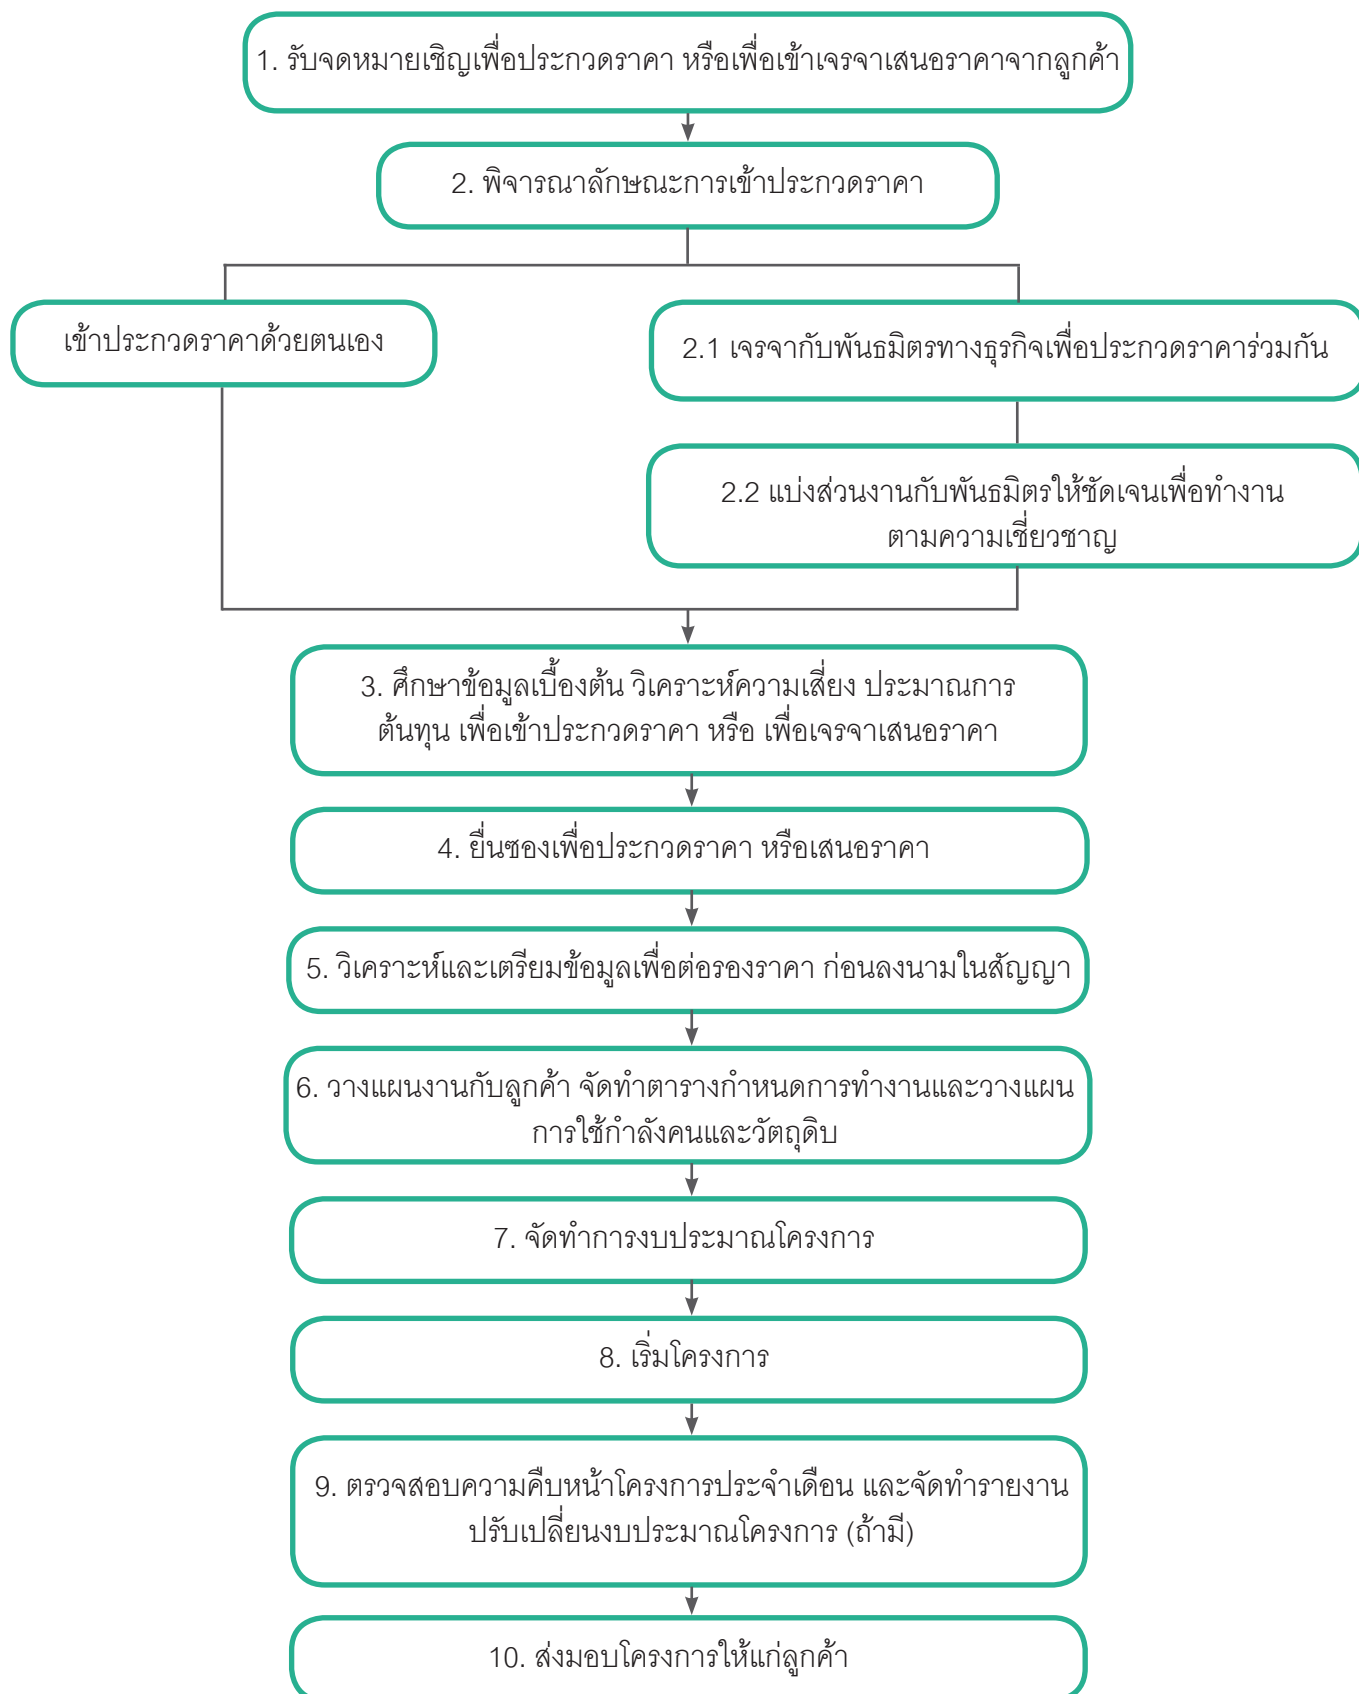 1. รับจดหมายเชิญเพื่อประกวดราคา หรือเพื่อเข้าเจรจาเสนอราคาจากลูกค้า
2. พิจารณาลักษณะการเข้าประกวดราคา
เข้าประกวดราคาด้วยตนเอง
2.1 เจรจากับพันธมิตรทางธุรกิจเพื่อประกวดราคาร่วมกัน
2.2 แบ่งส่วนงานกับพันธมิตรให้ชัดเจนเพื่อทำงาน
ตามความเชี่ยวชาญ
3. ศึกษาข้อมูลเบื้องต้น วิเคราะห์ความเสี่ยง ประมาณการ
ต้นทุน เพื่อเข้าประกวดราคา หรือ เพื่อเจรจาเสนอราคา
4. ยื่นซองเพื่อประกวดราคา หรือเสนอราคา
5. วิเคราะห์และเตรียมข้อมูลเพื่อต่อรองราคา ก่อนลงนามในสัญญา
6. วางแผนงานกับลูกค้า จัดทำตารางกำหนดการทำงานและวางแผน
การใช้กำลังคนและวัตถุดิบ
7. จัดทำการงบประมาณโครงการ
8. เริ่มโครงการ
9. ตรวจสอบความคืบหน้าโครงการประจำเดือน และจัดทำรายงาน
ปรับเปลี่ยนงบประมาณโครงการ (ถ้ามี)
10. ส่งมอบโครงการให้แก่ลูกค้า